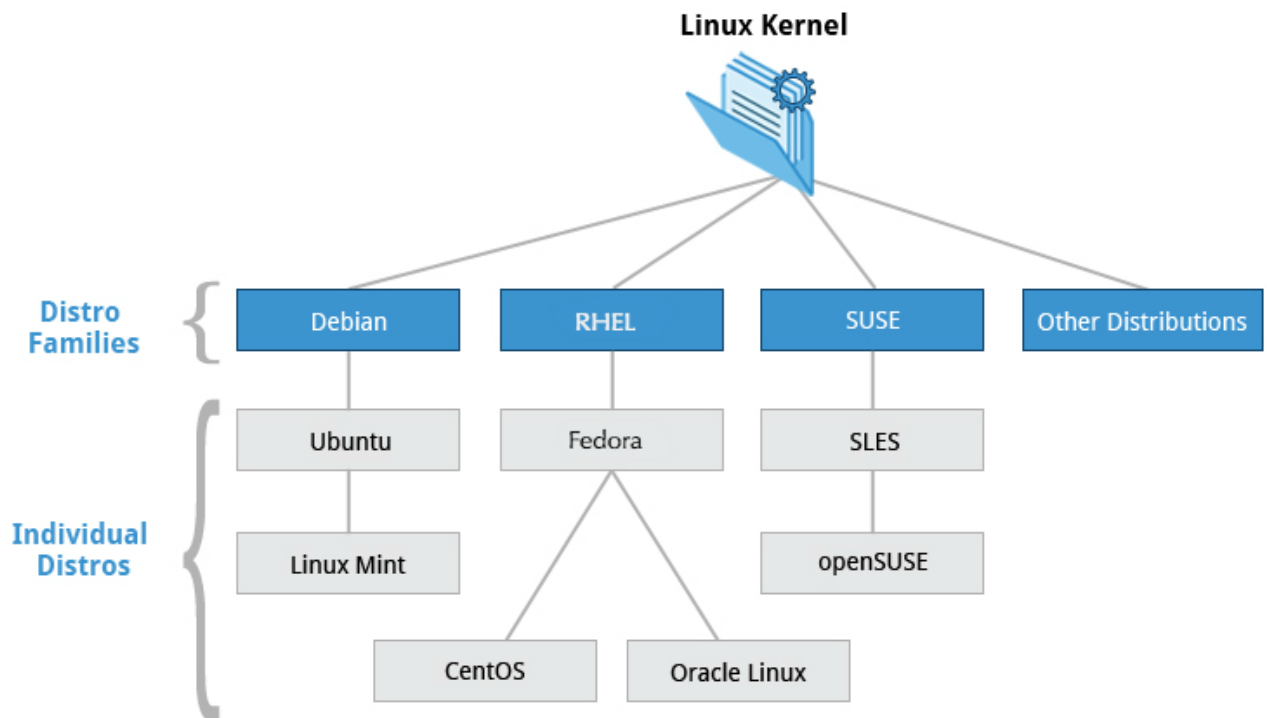 Linux Kernel
Distro
Families
Debian
RHEL
SUSE
Other Distributions
Individual
Distros
Ubuntu
Fedora
SLES
Linux Mint
openSUSE
CentOS
Oracle Linux